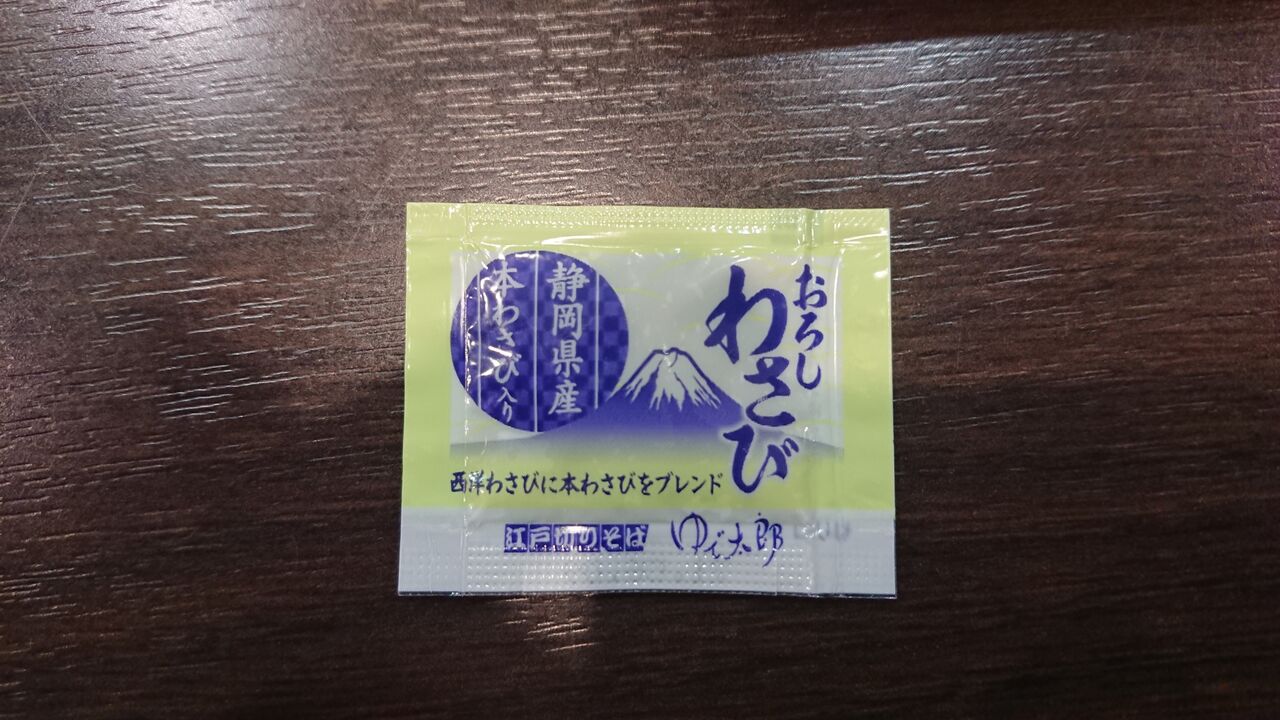 おろし
わさび
静岡県産
本わさび入り
西洋わさびに本わさびをブレンド
江戸切りそば ゆで太郎